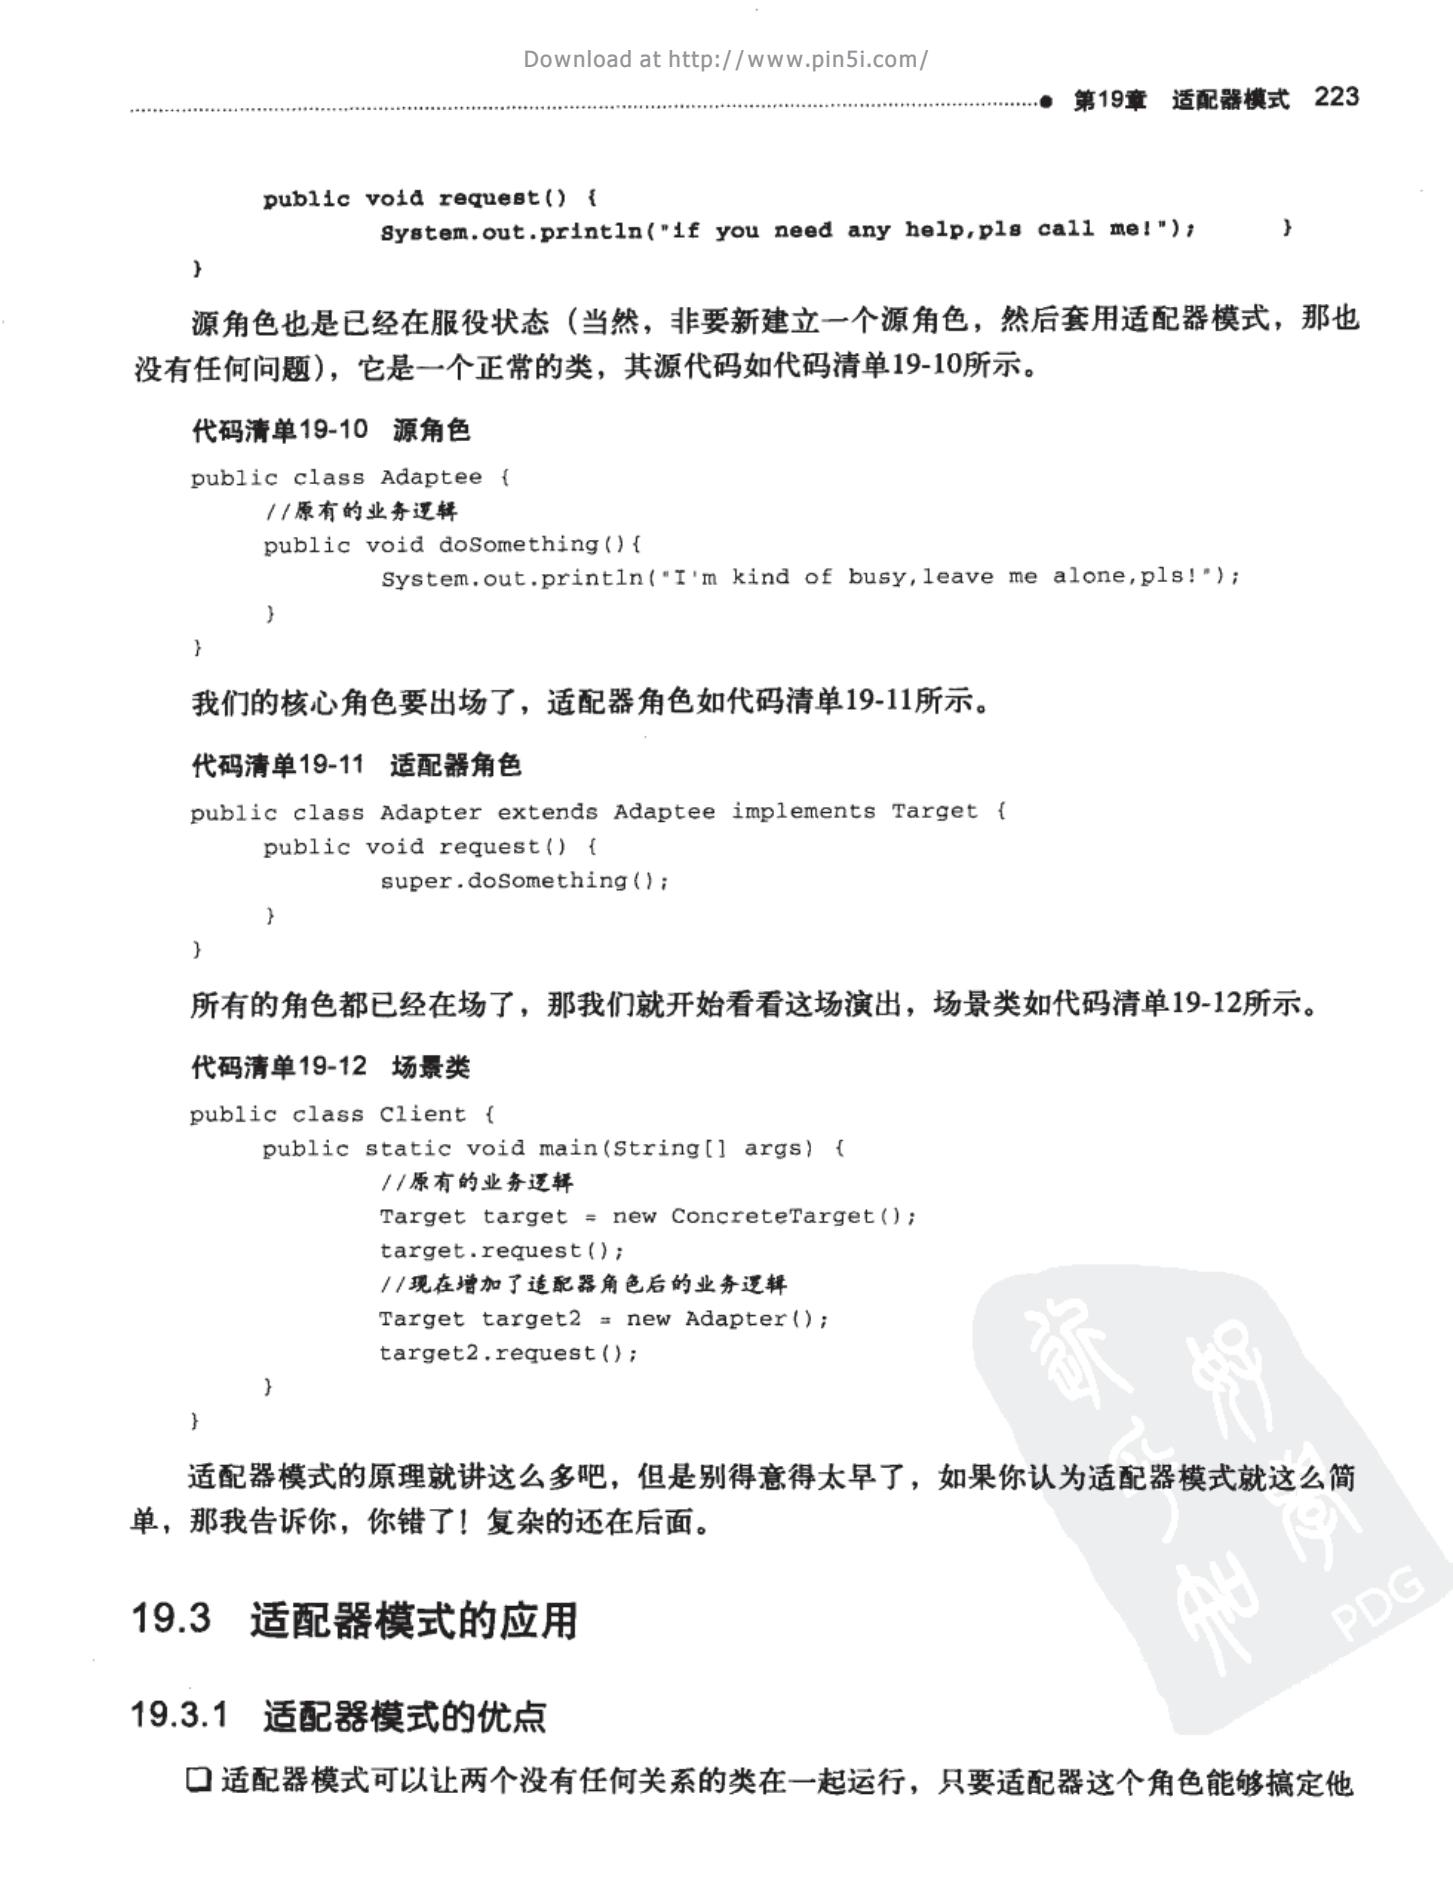 Download at http://www.pin5i.com/
第19章 适配器模式 223
public void request() {
System.out.println("if you need any help,pls call me!"); }
}
源角色也是已经在服役状态（当然，非要新建立一个源角色，然后套用适配器模式，那也
没有任何问题），它是一个正常的类，其源代码如代码清单19-10所示。
代码清单19-10 源角色
public class Adaptee {
//原有的业务逻辑
public void doSomething(){
System.out.println("I'm kind of busy,leave me alone,pls!");
}
}
我们的核心角色要出场了，适配器角色如代码清单19-11所示。
代码清单19-11 适配器角色
public class Adapter extends Adaptee implements Target {
public void request() {
super.doSomething();
}
}
所有的角色都已经在场了，那我们就开始看看这场演出，场景类如代码清单19-12所示。
代码清单19-12 场景类
public class Client {
public static void main(String[] args) {
//原有的业务逻辑
Target target = new ConcreteTarget();
target.request();
//现在增加了适配器角色后的业务逻辑
Target target2 = new Adapter();
target2.request();
}
}
适配器模式的原理就讲这么多吧，但是别得意得太早了，如果你认为适配器模式就这么简
单，那我告诉你，你错了！复杂的还在后面。
19.3 适配器模式的应用
19.3.1 适配器模式的优点
❑ 适配器模式可以让两个没有任何关系的类在一起运行，只要适配器这个角色能够搞定他
PDG